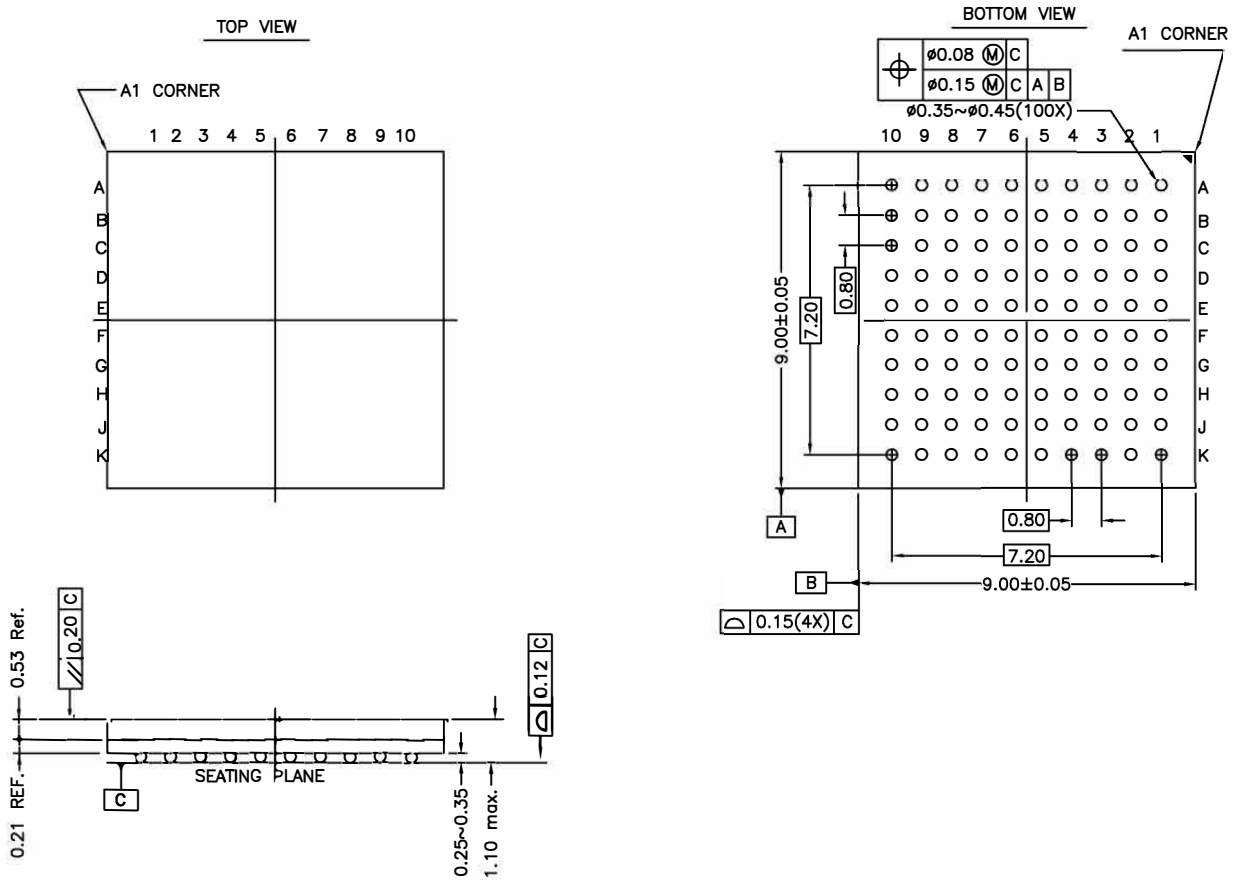 TOP VIEW
A1 CORNER
1 2 3 4 5 6 7 8 9 10
A
B
C
D
E
F
G
H
J
K
BOTTOM VIEW
A1 CORNER
ø0.08 Ⓜ C
ø0.15 Ⓜ C A B
ø0.35~ø0.45(100X)
10 9 8 7 6 5 4 3 2 1
A
B
C
D
E
F
G
H
J
K
9.00±0.05
7.20
0.80
A
0.80
7.20
B
9.00±0.05
0.15(4X) C
0.53 Ref.
0.21 REF.
// 0.20 C
0.12 C
SEATING PLANE
C
0.25~0.35
1.10 max.